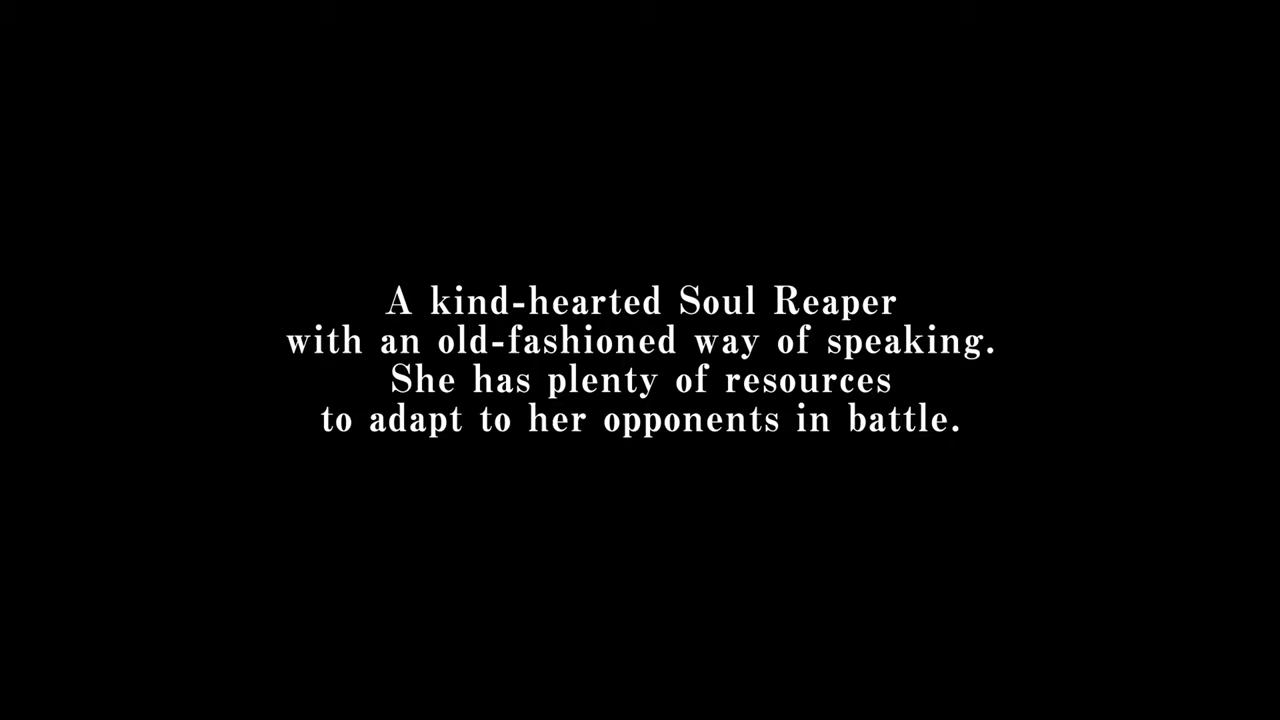 A kind-hearted Soul Reaper
with an old-fashioned way of speaking.
She has plenty of resources
to adapt to her opponents in battle.